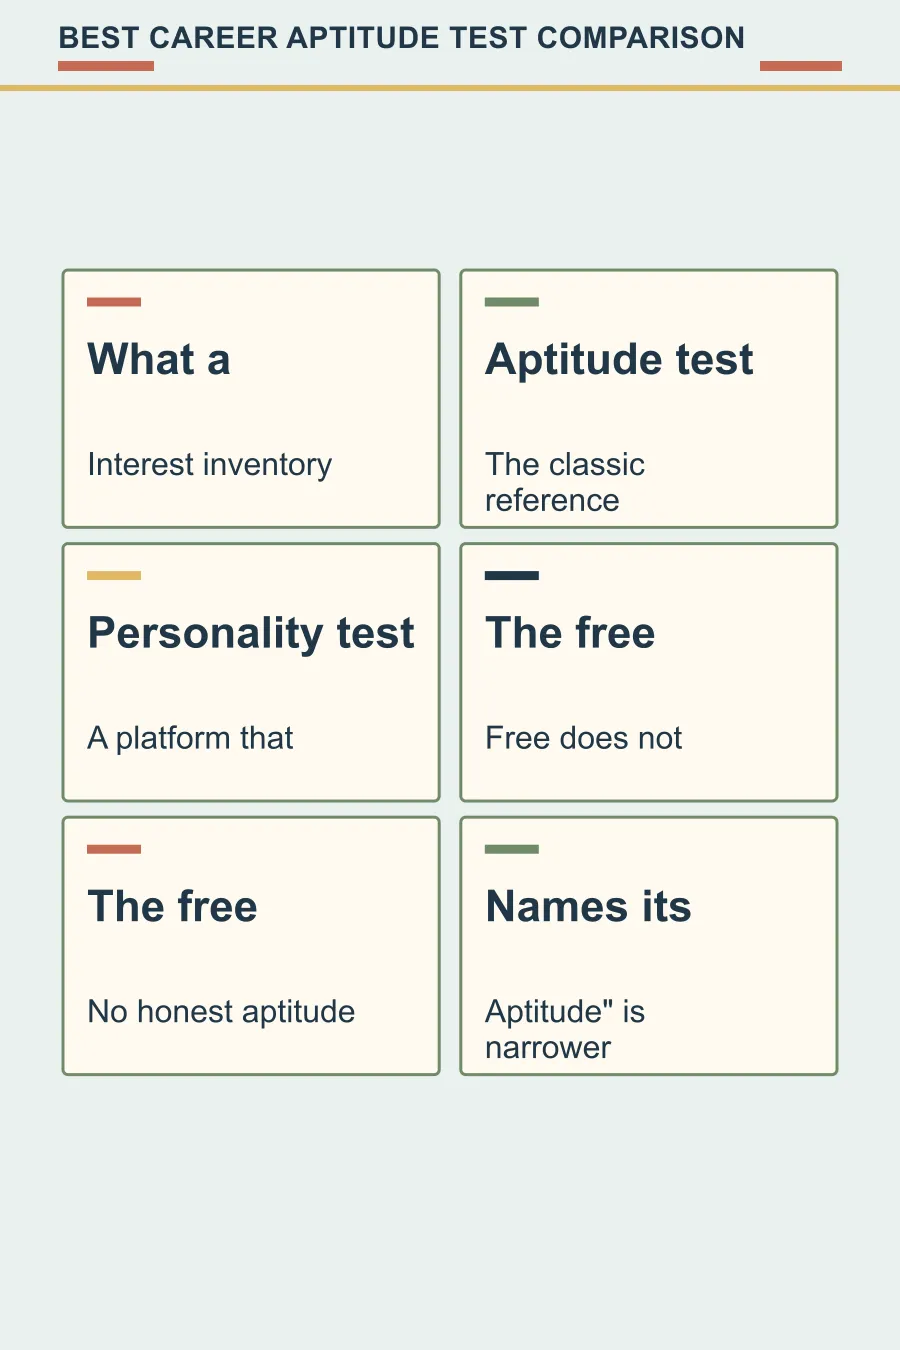 BEST CAREER APTITUDE TEST COMPARISON
What a
Interest inventory
Aptitude test
The classic
reference
Personality test
A platform that
The free
Free does not
The free
No honest aptitude
Names its
Aptitude" is
narrower